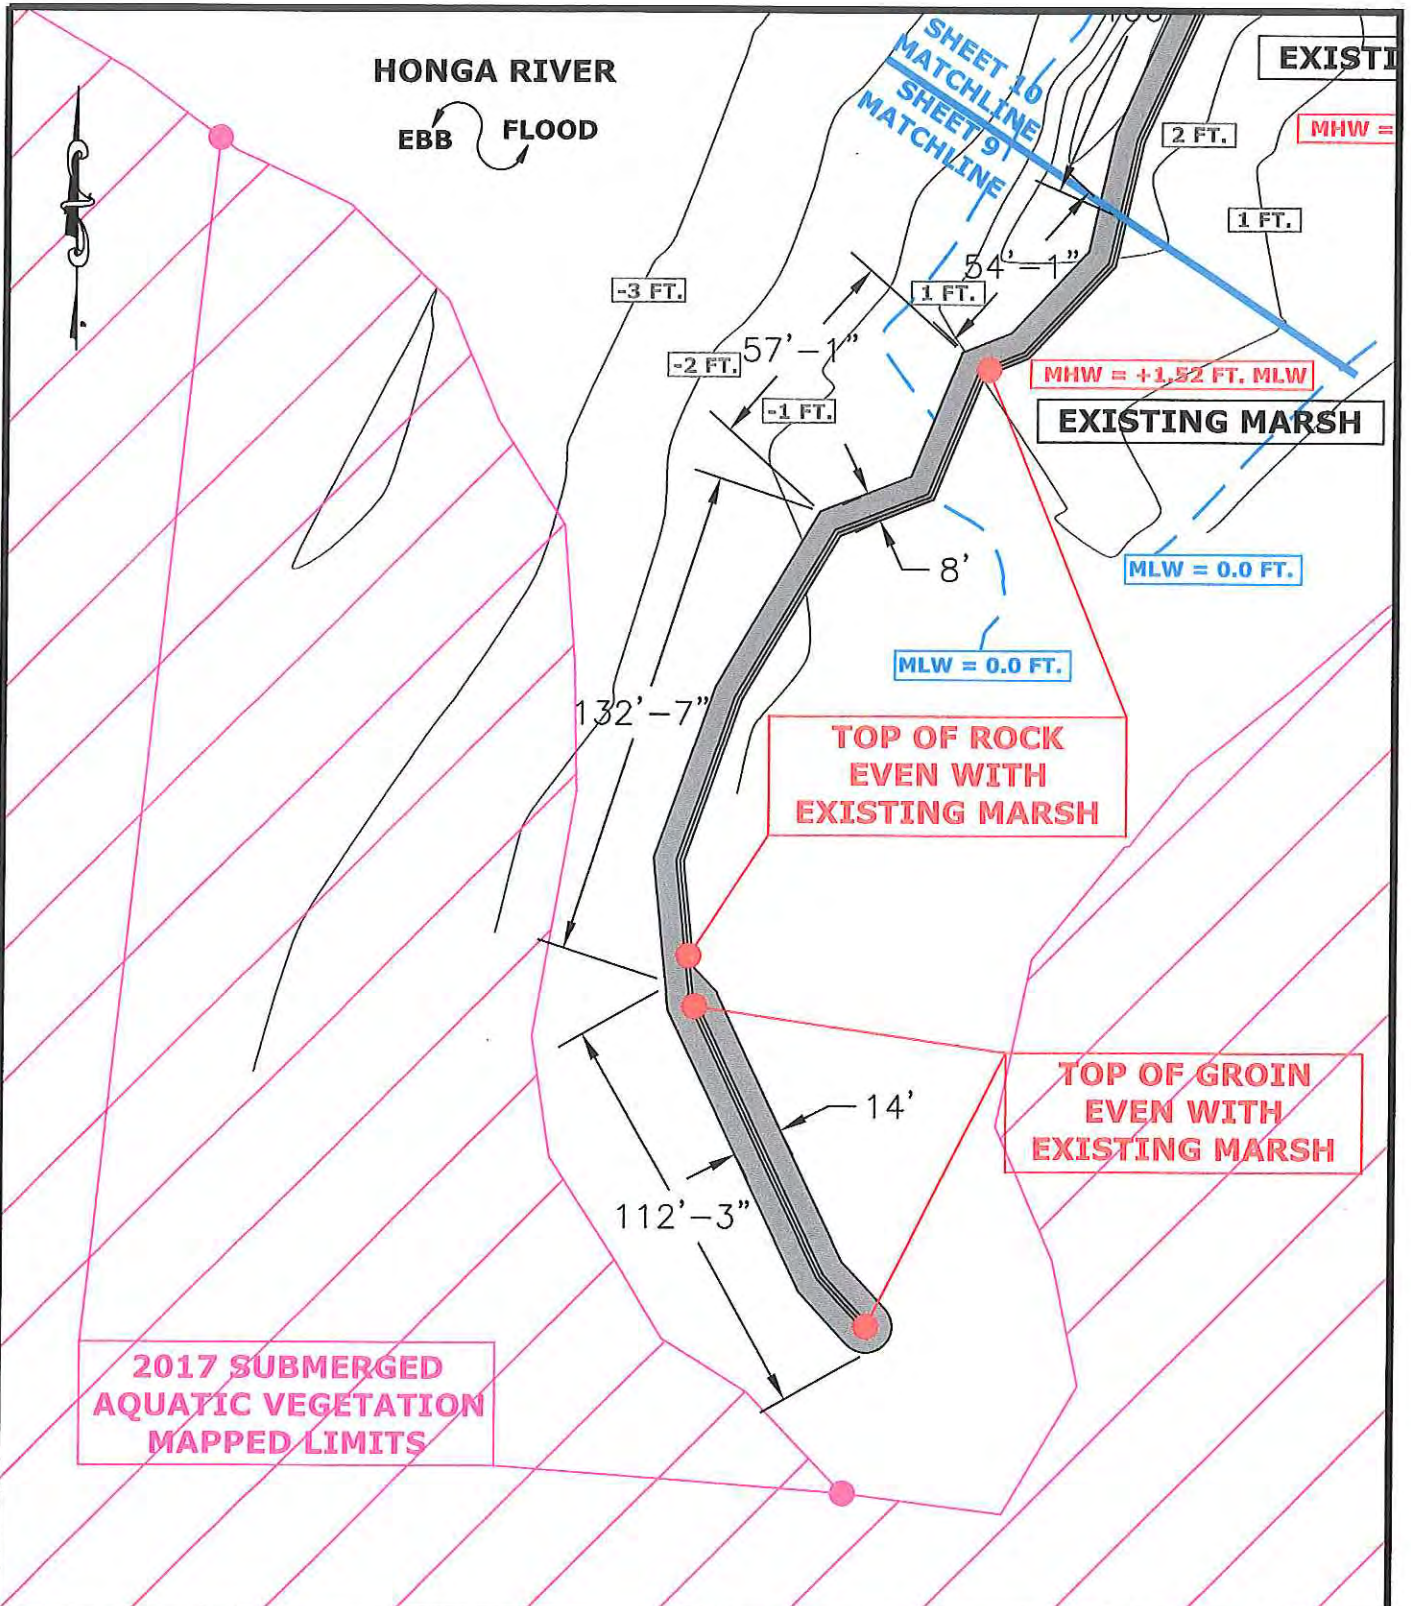 HONGA RIVER
EBB
FLOOD
SHEET 10
MATCHLINE
SHEET 9
MATCHLINE
2 FT.
MHW =
1 FT.
54'-1"
1 FT.
-3 FT.
57'-1"
-2 FT.
-1 FT.
MHW = +1.52 FT. MLW
EXISTING MARSH
8'
MLW = 0.0 FT.
MLW = 0.0 FT.
132'-7"
TOP OF ROCK
EVEN WITH
EXISTING MARSH
TOP OF GROIN
EVEN WITH
EXISTING MARSH
14'
112'-3"
2017 SUBMERGED
AQUATIC VEGETATION
MAPPED LIMITS